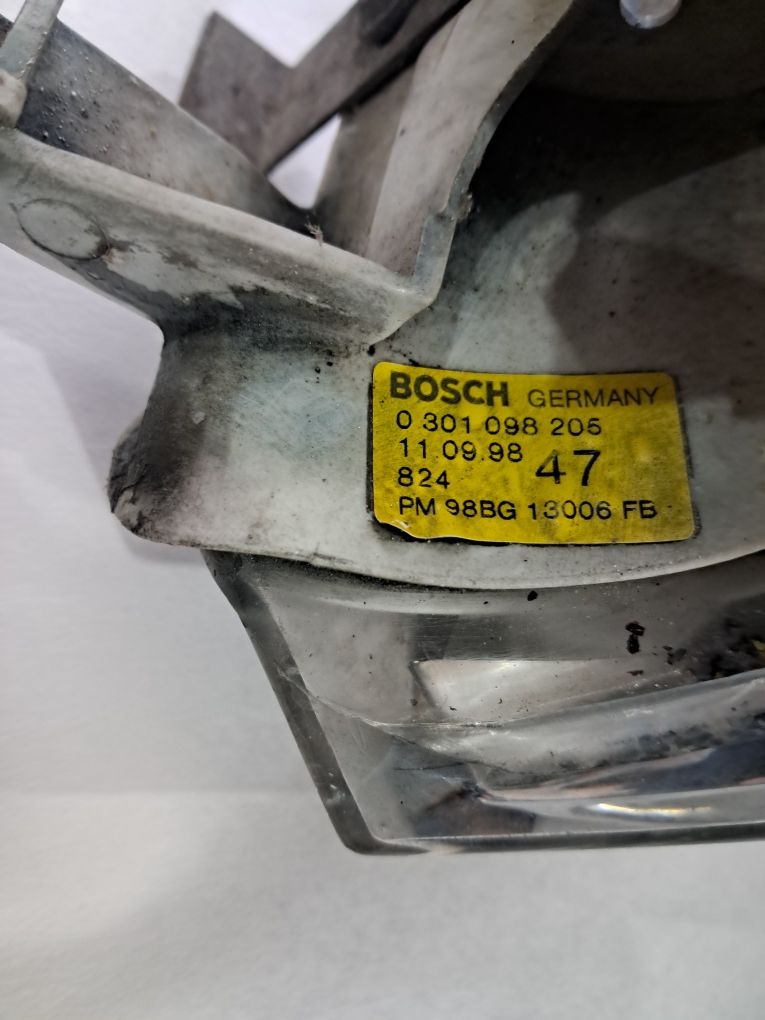 BOSCH GERMANY
0 301 098 205
11.09.98 47
824
PM 98BG 13006 FB